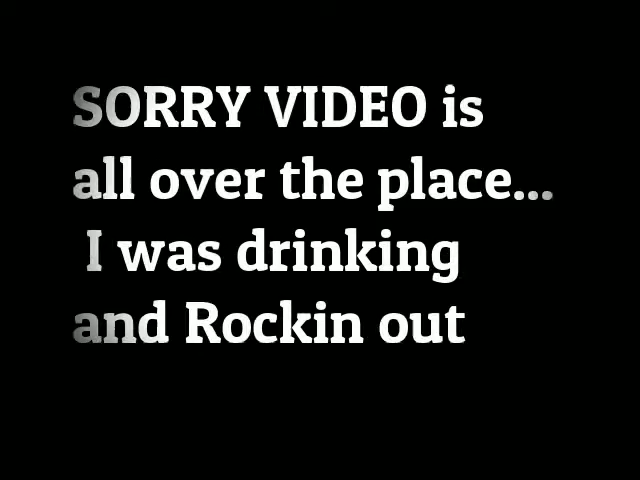 SORRY VIDEO is
all over the place...
I was drinking
and Rockin out